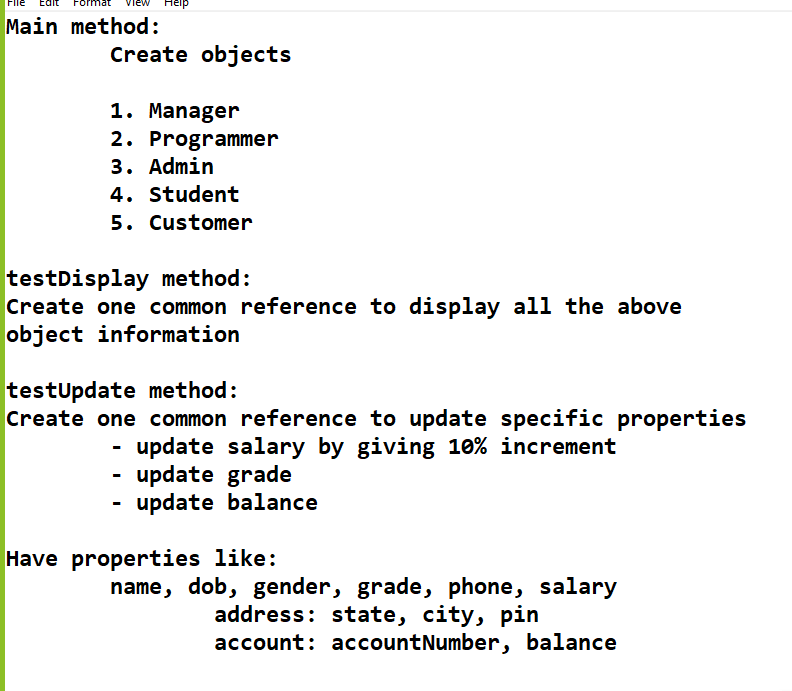 File Edit Format View Help
Main method:
Create objects
1. Manager
2. Programmer
3. Admin
4. Student
5. Customer
testDisplay method:
Create one common reference to display all the above
object information
testUpdate method:
Create one common reference to update specific properties
- update salary by giving 10% increment
- update grade
- update balance
Have properties like:
name, dob, gender, grade, phone, salary
address: state, city, pin
account: accountNumber, balance